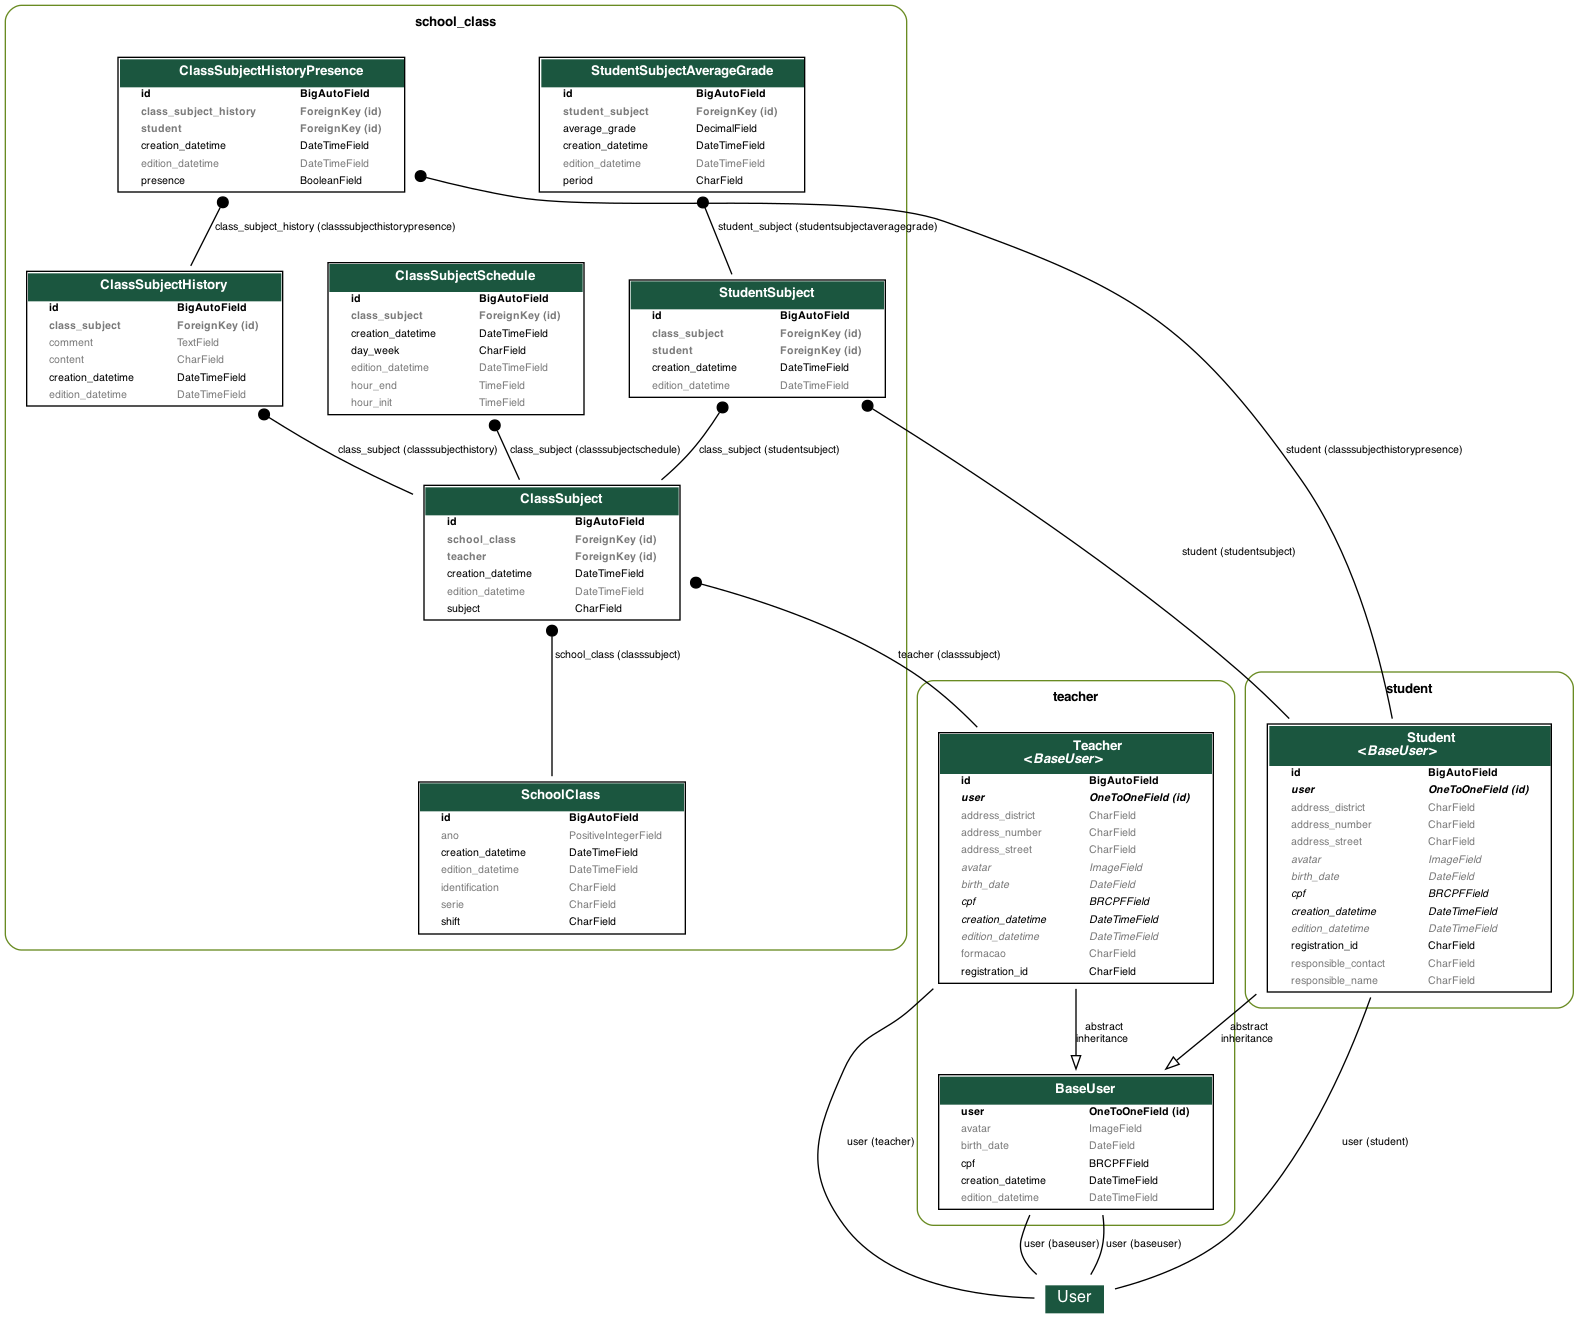 school_class
ClassSubjectHistoryPresence
id BigAutoField
class_subject_history ForeignKey (id)
student ForeignKey (id)
creation_datetime DateTimeField
edition_datetime DateTimeField
presence BooleanField
StudentSubjectAverageGrade
id BigAutoField
student_subject ForeignKey (id)
average_grade DecimalField
creation_datetime DateTimeField
edition_datetime DateTimeField
period CharField
class_subject_history (classsubjecthistorypresence)
student_subject (studentsubjectaveragegrade)
ClassSubjectHistory
id BigAutoField
class_subject ForeignKey (id)
comment TextField
content CharField
creation_datetime DateTimeField
edition_datetime DateTimeField
ClassSubjectSchedule
id BigAutoField
class_subject ForeignKey (id)
creation_datetime DateTimeField
day_week CharField
edition_datetime DateTimeField
hour_end TimeField
hour_init TimeField
StudentSubject
id BigAutoField
class_subject ForeignKey (id)
student ForeignKey (id)
creation_datetime DateTimeField
edition_datetime DateTimeField
class_subject (classsubjecthistory)
class_subject (classsubjectschedule)
class_subject (studentsubject)
student (classsubjecthistorypresence)
ClassSubject
id BigAutoField
school_class ForeignKey (id)
teacher ForeignKey (id)
creation_datetime DateTimeField
edition_datetime DateTimeField
subject CharField
student (studentsubject)
school_class (classsubject)
teacher (classsubject)
SchoolClass
id BigAutoField
ano PositiveIntegerField
creation_datetime DateTimeField
edition_datetime DateTimeField
identification CharField
serie CharField
shift CharField
teacher
Teacher
<BaseUser>
id BigAutoField
user OneToOneField (id)
address_district CharField
address_number CharField
address_street CharField
avatar ImageField
birth_date DateField
cpf BRCPFField
creation_datetime DateTimeField
edition_datetime DateTimeField
formacao CharField
registration_id CharField
student
Student
<BaseUser>
id BigAutoField
user OneToOneField (id)
address_district CharField
address_number CharField
address_street CharField
avatar ImageField
birth_date DateField
cpf BRCPFField
creation_datetime DateTimeField
edition_datetime DateTimeField
registration_id CharField
responsible_contact CharField
responsible_name CharField
abstract
inheritance
abstract
inheritance
BaseUser
user OneToOneField (id)
avatar ImageField
birth_date DateField
cpf BRCPFField
creation_datetime DateTimeField
edition_datetime DateTimeField
user (teacher)
user (student)
user (baseuser)
user (baseuser)
User